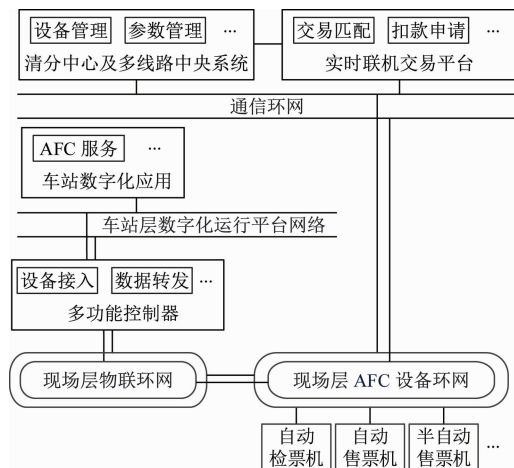 设备管理 参数管理 ...
清分中心及多线路中央系统
交易匹配 扣款申请 ...
实时联机交易平台
通信环网
AFC 服务 ...
车站数字化应用
车站层数字化运行平台网络
设备接入 数据转发 ...
多功能控制器
现场层物联环网
现场层 AFC 设备环网
自动
检票机
自动
售票机
半自动
售票机
...